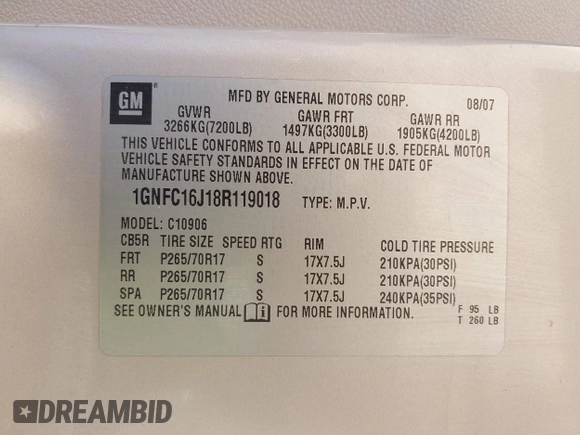 GM ®
MFD BY GENERAL MOTORS CORP. 08/07
GVWR GAWR FRT GAWR RR
3266KG(7200LB) 1497KG(3300LB) 1905KG(4200LB)
THIS VEHICLE CONFORMS TO ALL APPLICABLE U.S. FEDERAL MOTOR
VEHICLE SAFETY STANDARDS IN EFFECT ON THE DATE OF
MANUFACTURE SHOWN ABOVE.
1GNFC16J18R119018 TYPE: M.P.V.
MODEL: C10906
CB5R TIRE SIZE SPEED RTG RIM COLD TIRE PRESSURE
FRT P265/70R17 S 17X7.5J 210KPA(30PSI)
RR P265/70R17 S 17X7.5J 210KPA(30PSI)
SPA P265/70R17 S 17X7.5J 240KPA(35PSI)
SEE OWNER'S MANUAL FOR MORE INFORMATION.
F 95 LB
T 260 LB
DREAMBID